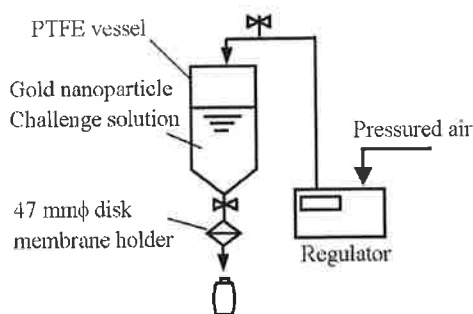 PTFE vessel
Gold nanoparticle
Challenge solution
Pressured air
47 mmϕ disk
membrane holder
Regulator